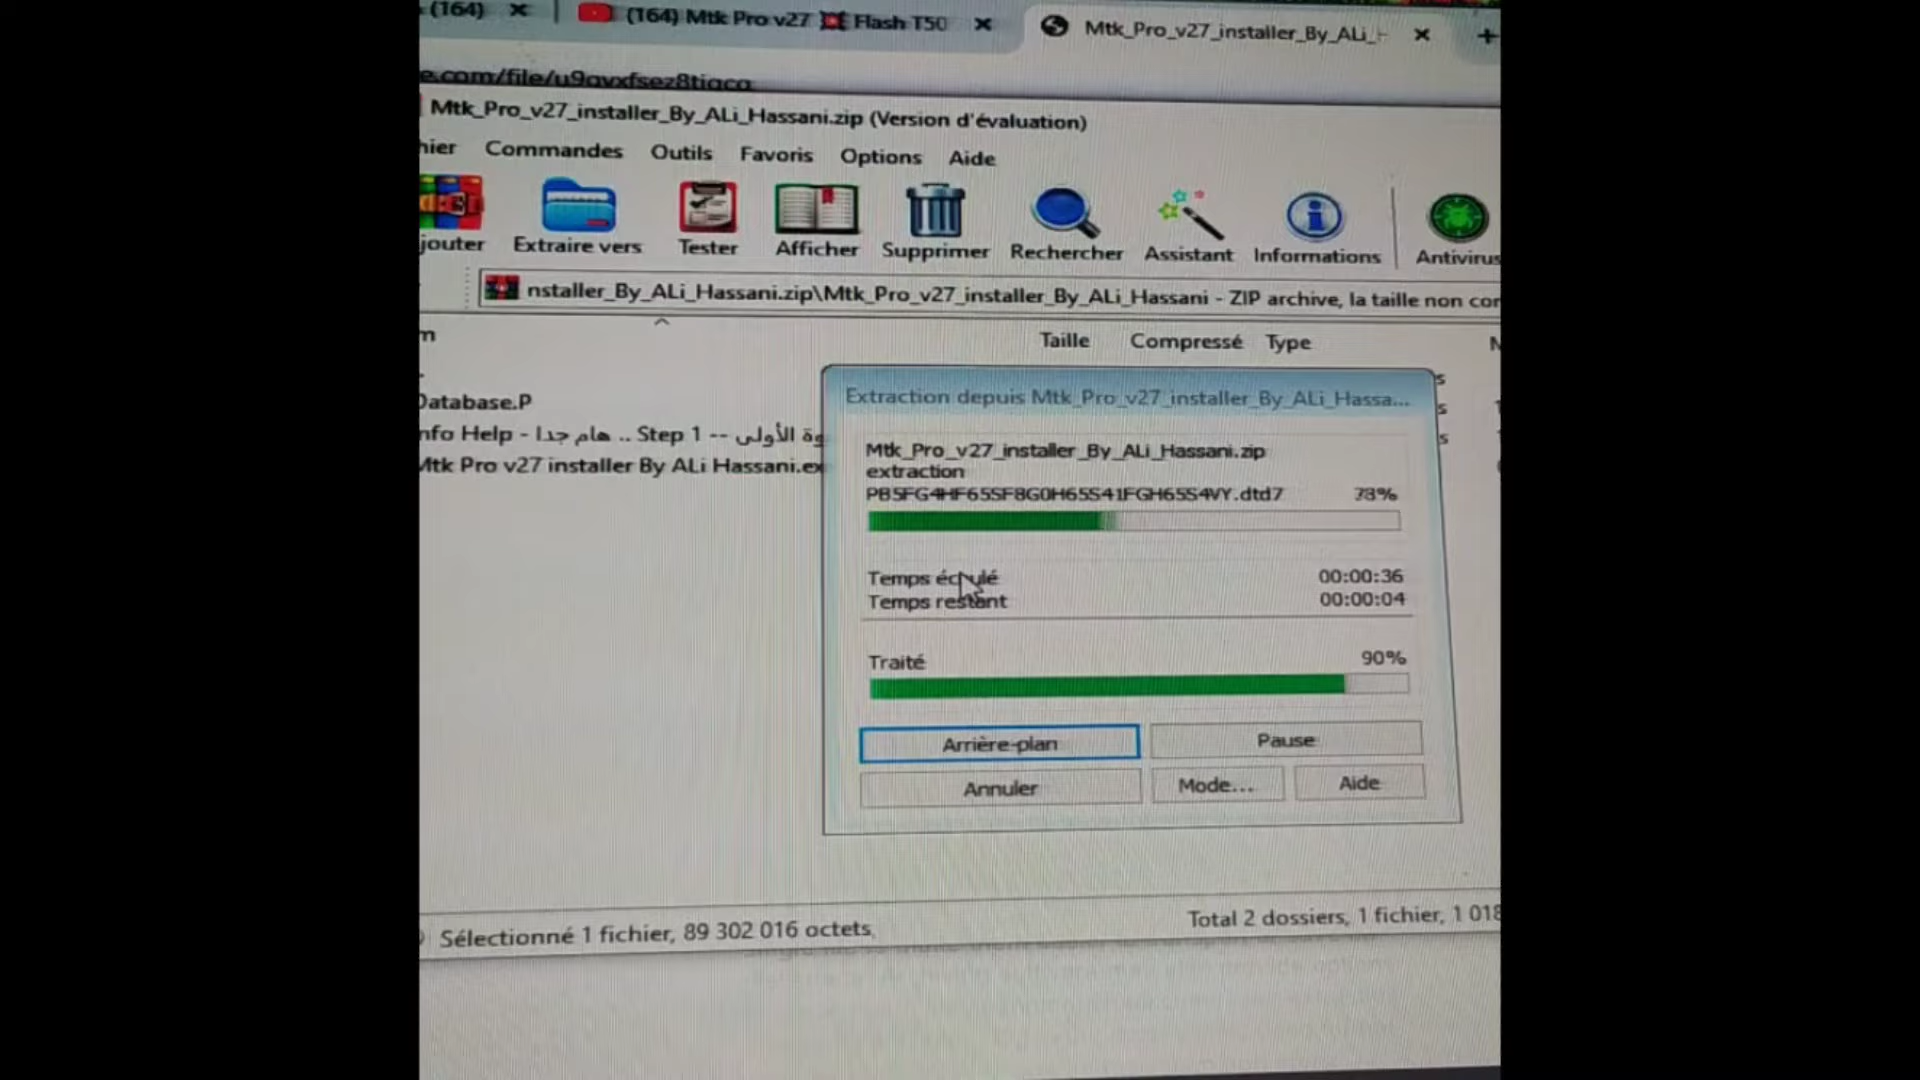 (164)
(164) Mtk Pro v27 💥 Flash T50
Mtk_Pro_v27_installer_By_ALi_H
e.com/file/u9qvxfsez8tiqcq
Mtk_Pro_v27_installer_By_ALi_Hassani.zip (Version d'évaluation)
hier Commandes Outils Favoris Options Aide
jouter Extraire vers Tester Afficher Supprimer Rechercher Assistant Informations Antivirus
nstaller_By_ALi_Hassani.zip\Mtk_Pro_v27_installer_By_ALi_Hassani - ZIP archive, la taille non cor
m Taille Compressé Type
Database.P
nfo Help - هام جدا .. Step 1 -- وة الأولى
Mtk Pro v27 installer By ALi Hassani.ex
Extraction depuis Mtk_Pro_v27_installer_By_ALi_Hassa...
Mtk_Pro_v27_installer_By_ALi_Hassani.zip
extraction
PB5FG4HF65SF8G0H65S41FGH65S4VY.dtd7 78%
Temps écoulé 00:00:36
Temps restant 00:00:04
Traité 90%
Arrière-plan Pause
Annuler Mode... Aide
Sélectionné 1 fichier, 89 302 016 octets
Total 2 dossiers, 1 fichier, 1 018